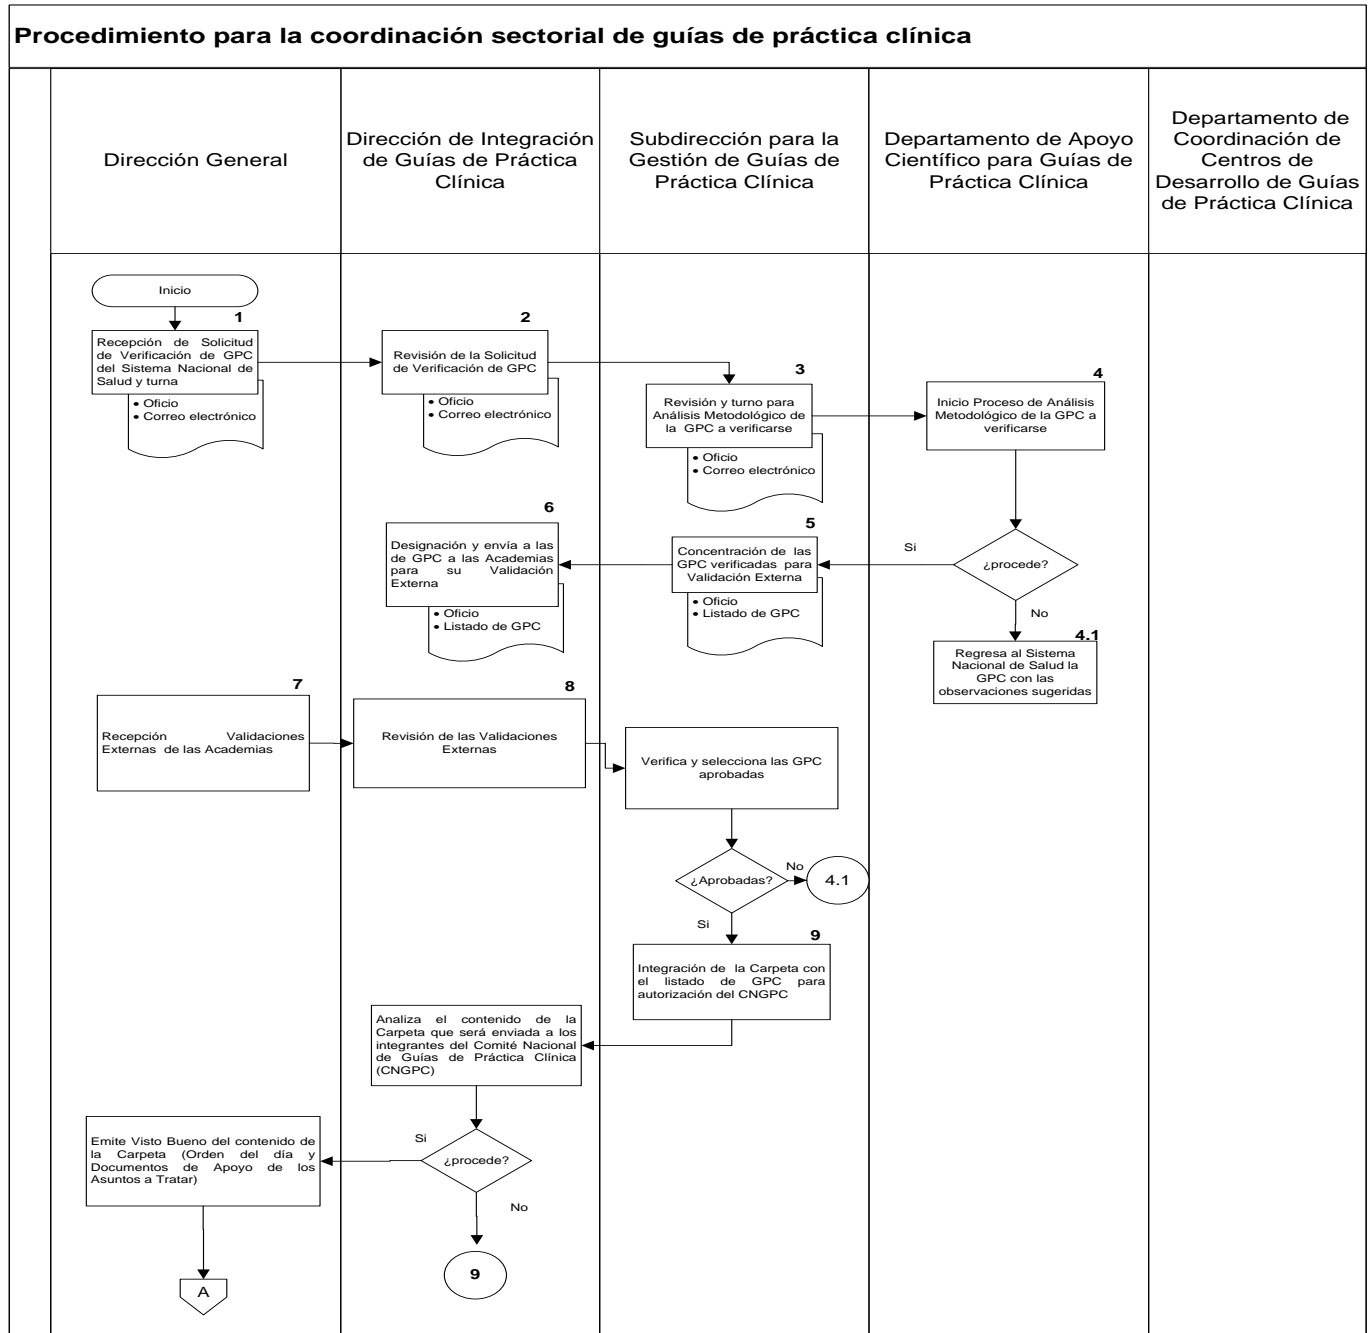 Procedimiento para la coordinación sectorial de guías de práctica clínica
Dirección General
Dirección de Integración
de Guías de Práctica
Clínica
Subdirección para la
Gestión de Guías de
Práctica Clínica
Departamento de Apoyo
Científico para Guías de
Práctica Clínica
Departamento de
Coordinación de
Centros de
Desarrollo de Guías
de Práctica Clínica
Inicio
1
Recepción de Solicitud
de Verificación de GPC
del Sistema Nacional de
Salud y turna
• Oficio
• Correo electrónico
2
Revisión de la Solicitud
de Verificación de GPC
• Oficio
• Correo electrónico
3
Revisión y turno para
Análisis Metodológico de
la GPC a verificarse
• Oficio
• Correo electrónico
4
Inicio Proceso de Análisis
Metodológico de la GPC a
verificarse
¿procede?
Si
No
4.1
Regresa al Sistema
Nacional de Salud la
GPC con las
observaciones sugeridas
5
Concentración de las
GPC verificadas para
Validación Externa
• Oficio
• Listado de GPC
6
Designación y envía a las
de GPC a las Academias
para su Validación
Externa
• Oficio
• Listado de GPC
7
Recepción Validaciones
Externas de las Academias
8
Revisión de las Validaciones
Externas
Verifica y selecciona las GPC
aprobadas
¿Aprobadas?
No
4.1
Si
9
Integración de la Carpeta con
el listado de GPC para
autorización del CNGPC
Analiza el contenido de la
Carpeta que será enviada a los
integrantes del Comité Nacional
de Guías de Práctica Clínica
(CNGPC)
¿procede?
Si
No
9
Emite Visto Bueno del contenido de
la Carpeta (Orden del día y
Documentos de Apoyo de los
Asuntos a Tratar)
A